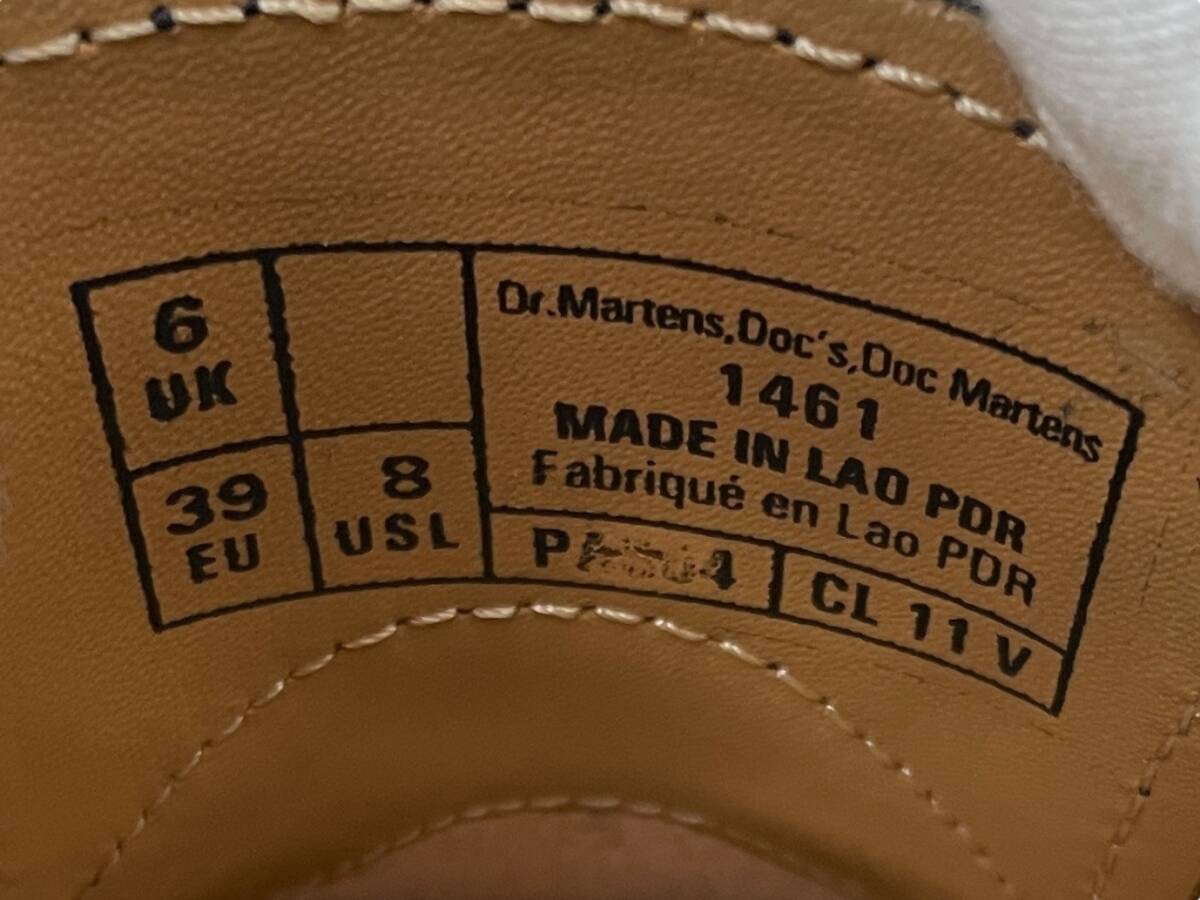 6
UK
39
EU
8
USL
Dr.Martens,Doc's,Doc Martens
1461
MADE IN LAO PDR
Fabriqué en Lao PDR
CL 11 V